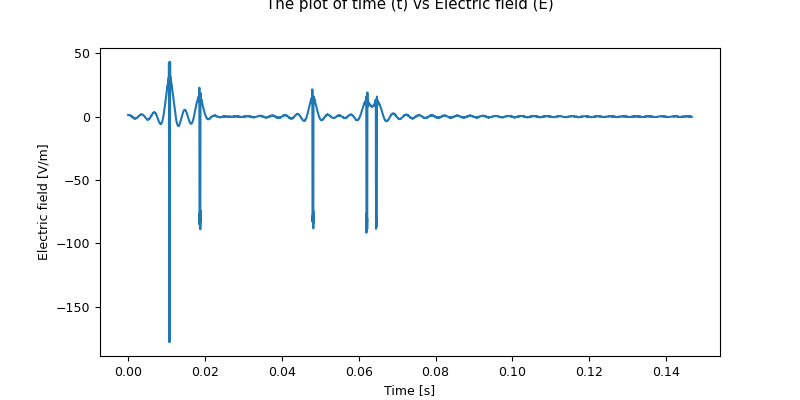 The plot of time (t) vs Electric field (E)
50
0
−50
−100
−150
Electric field [V/m]
0.00 0.02 0.04 0.06 0.08 0.10 0.12 0.14
Time [s]